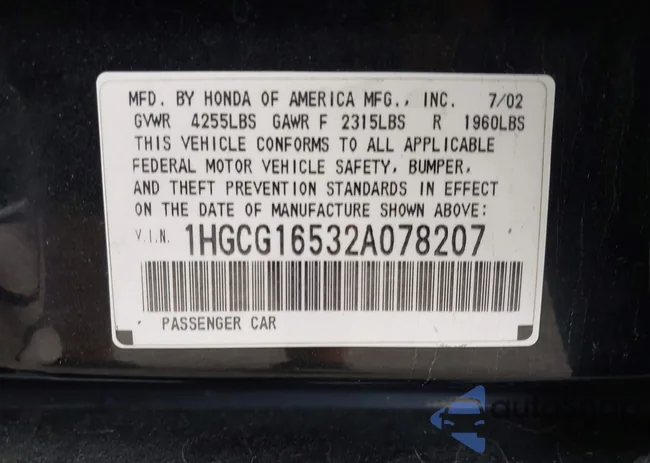 MFD. BY HONDA OF AMERICA MFG., INC. 7/02
GVWR 4255LBS GAWR F 2315LBS R 1960LBS
THIS VEHICLE CONFORMS TO ALL APPLICABLE
FEDERAL MOTOR VEHICLE SAFETY, BUMPER,
AND THEFT PREVENTION STANDARDS IN EFFECT
ON THE DATE OF MANUFACTURE SHOWN ABOVE:
V.I.N. 1HGCG16532A078207
PASSENGER CAR